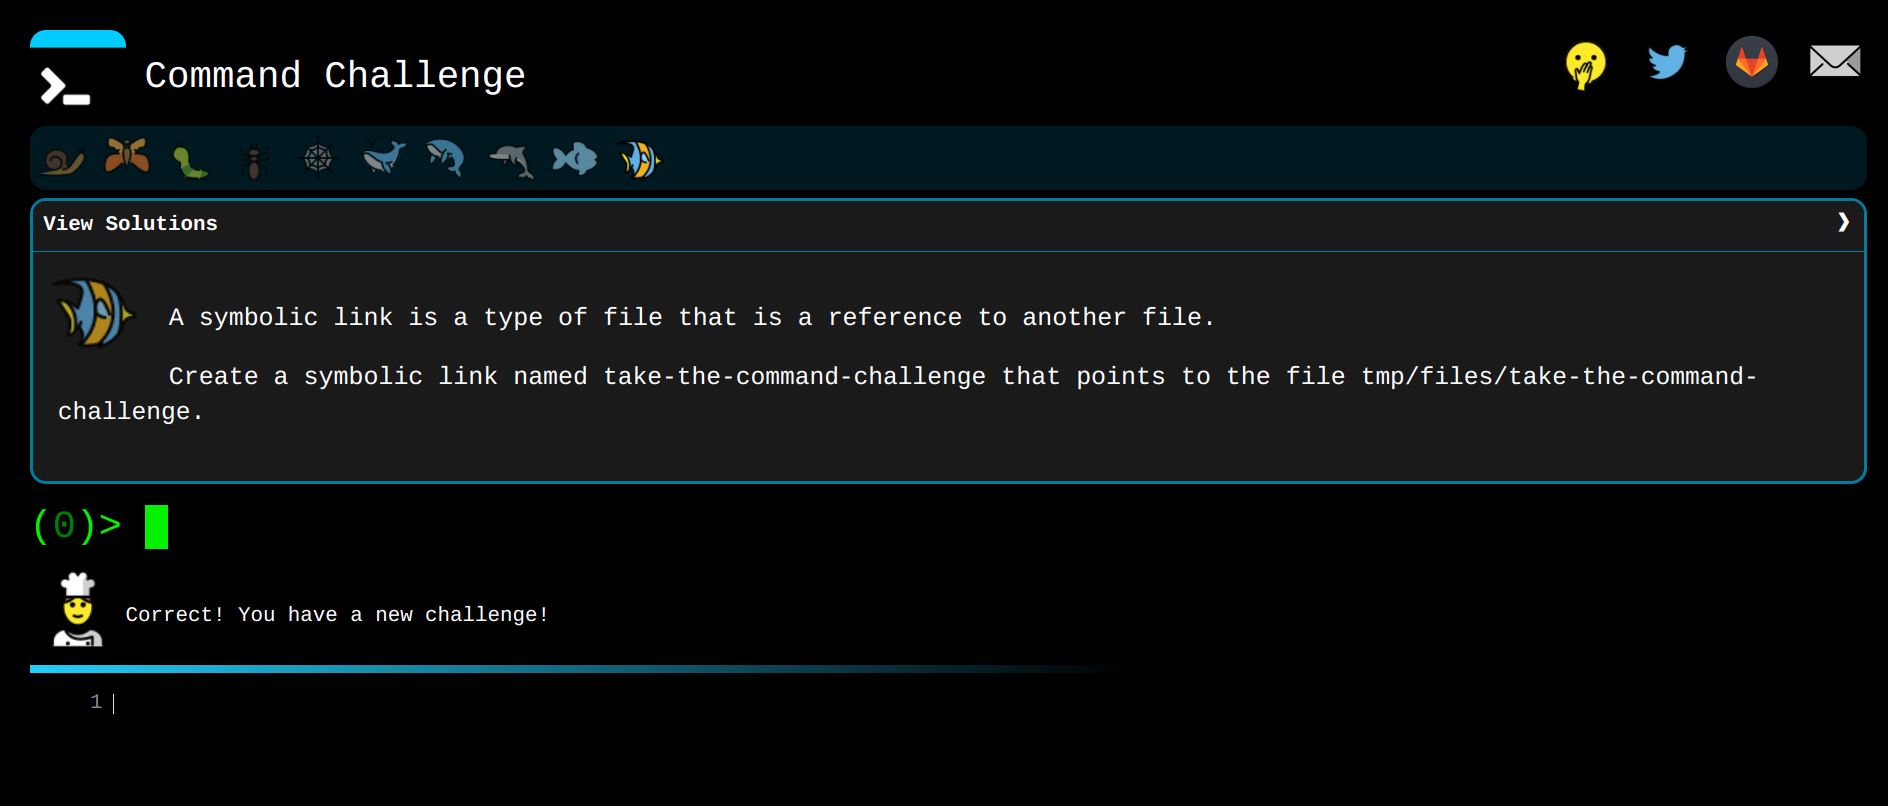 Command Challenge
View Solutions
A symbolic link is a type of file that is a reference to another file.
Create a symbolic link named take-the-command-challenge that points to the file tmp/files/take-the-command-
challenge.
(0)>
Correct! You have a new challenge!
1